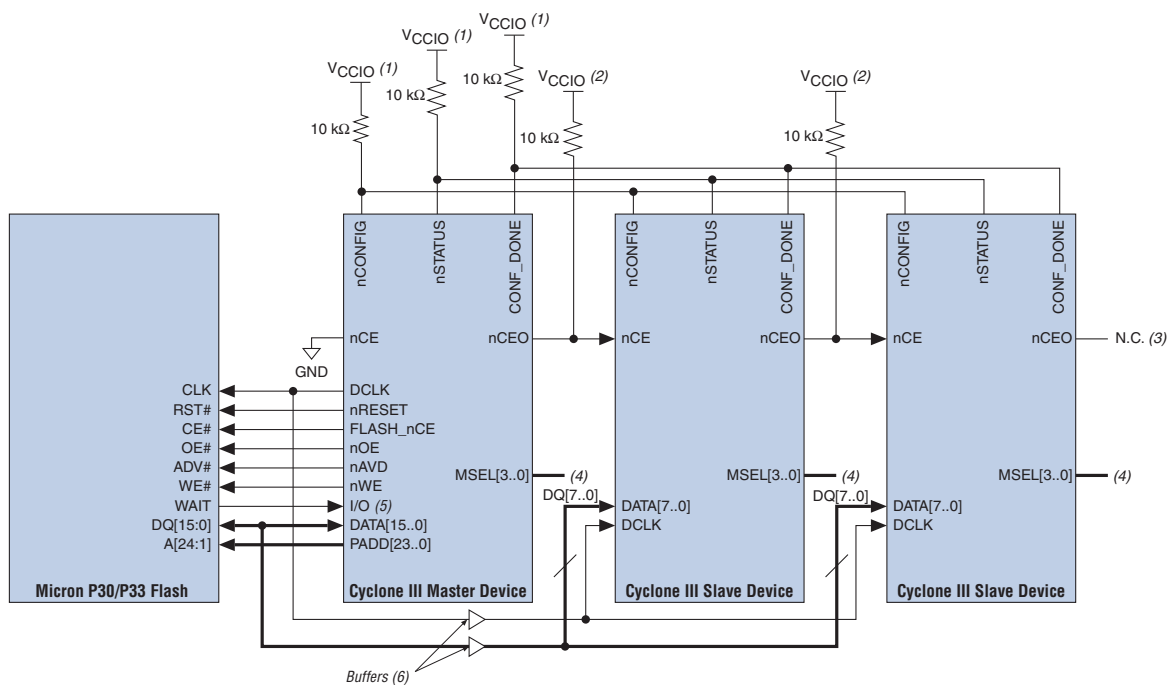 VCCIO (1)
VCCIO (1)
VCCIO (1)
VCCIO (2)
VCCIO (2)
10 kΩ
10 kΩ
10 kΩ
10 kΩ
10 kΩ
nCONFIG
nSTATUS
CONF_DONE
nCONFIG
nSTATUS
CONF_DONE
nCONFIG
nSTATUS
CONF_DONE
nCE
nCEO
nCE
nCEO
nCE
nCEO
N.C. (3)
GND
CLK
DCLK
RST#
nRESET
CE#
FLASH_nCE
OE#
nOE
ADV#
nAVD
WE#
nWE
WAIT
I/O (5)
DQ[15:0]
DATA[15..0]
A[24:1]
PADD[23..0]
MSEL[3..0]
(4)
MSEL[3..0]
(4)
MSEL[3..0]
(4)
DQ[7..0]
DATA[7..0]
DCLK
DQ[7..0]
DATA[7..0]
DCLK
Micron P30/P33 Flash
Cyclone III Master Device
Cyclone III Slave Device
Cyclone III Slave Device
Buffers (6)